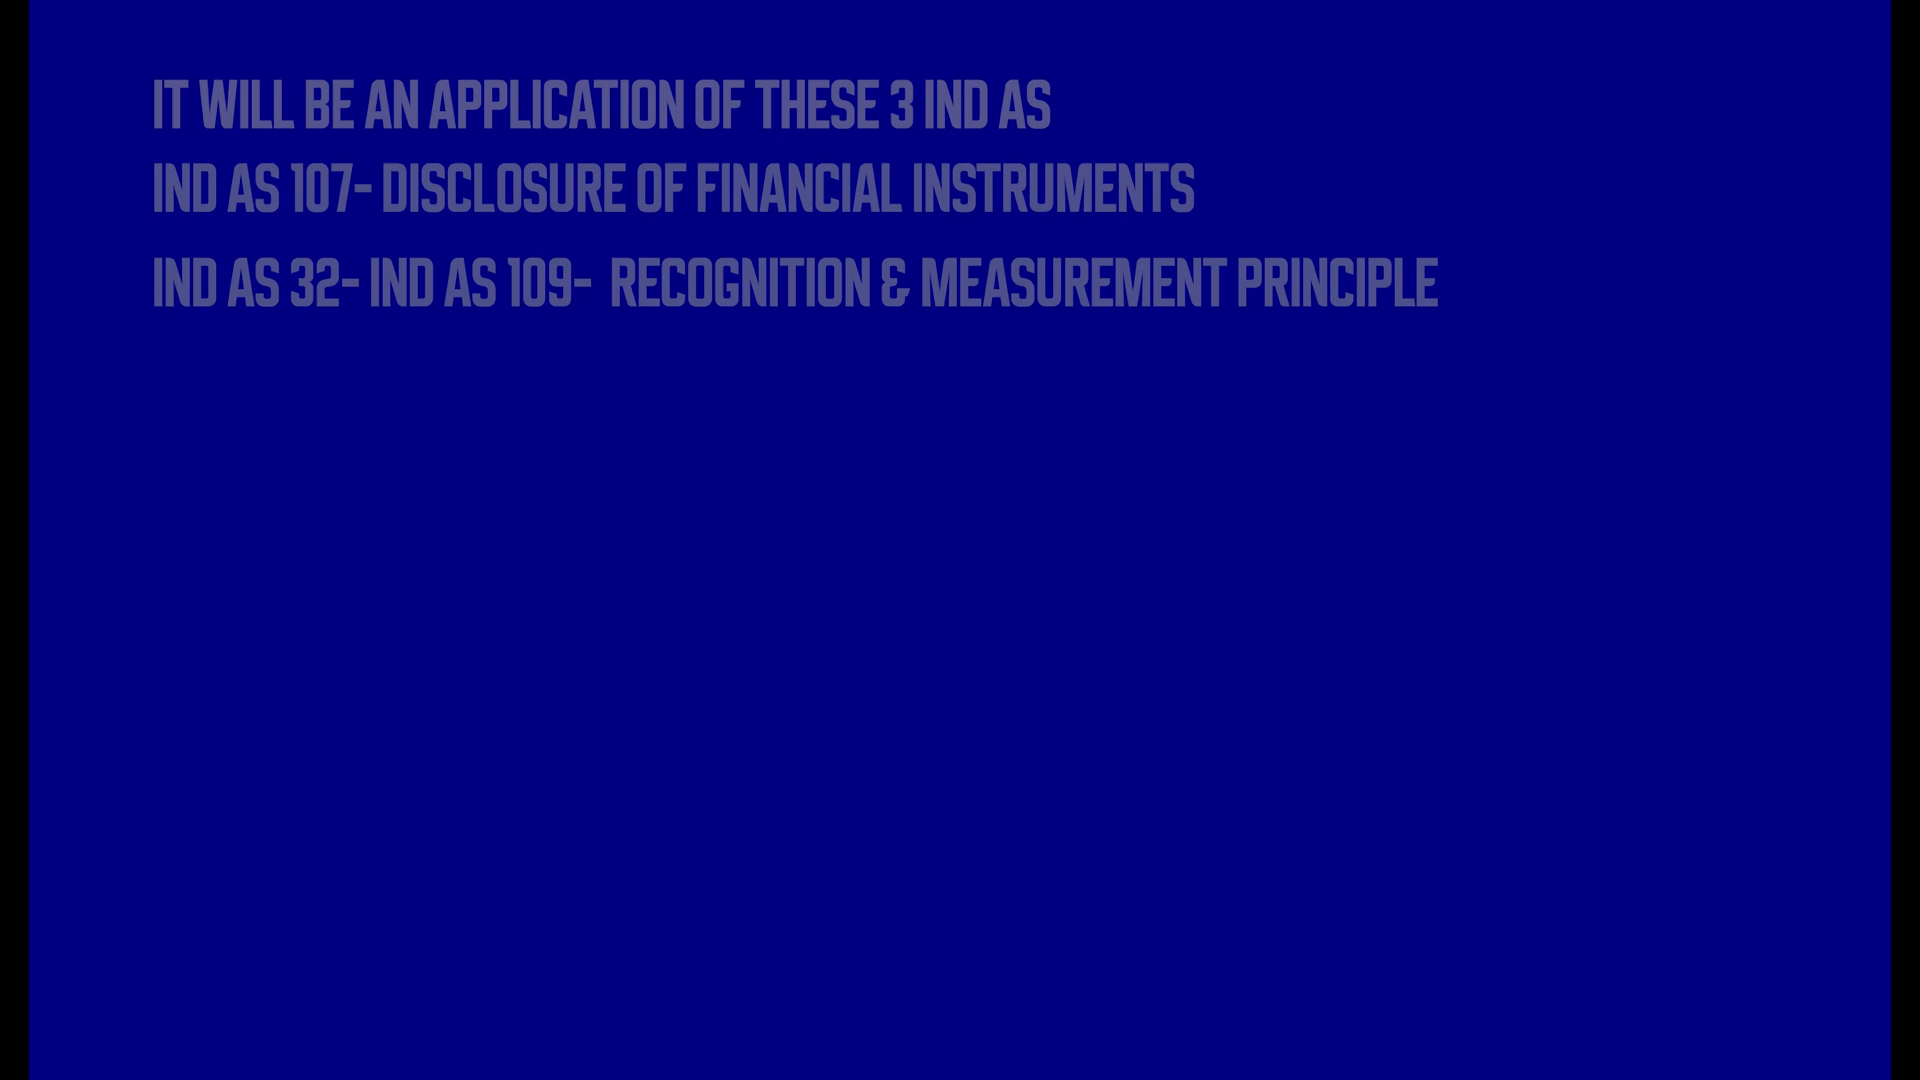 IT WILL BE AN APPLICATION OF THESE 3 IND AS
IND AS 107- DISCLOSURE OF FINANCIAL INSTRUMENTS
IND AS 32- IND AS 109- RECOGNITION & MEASUREMENT PRINCIPLE